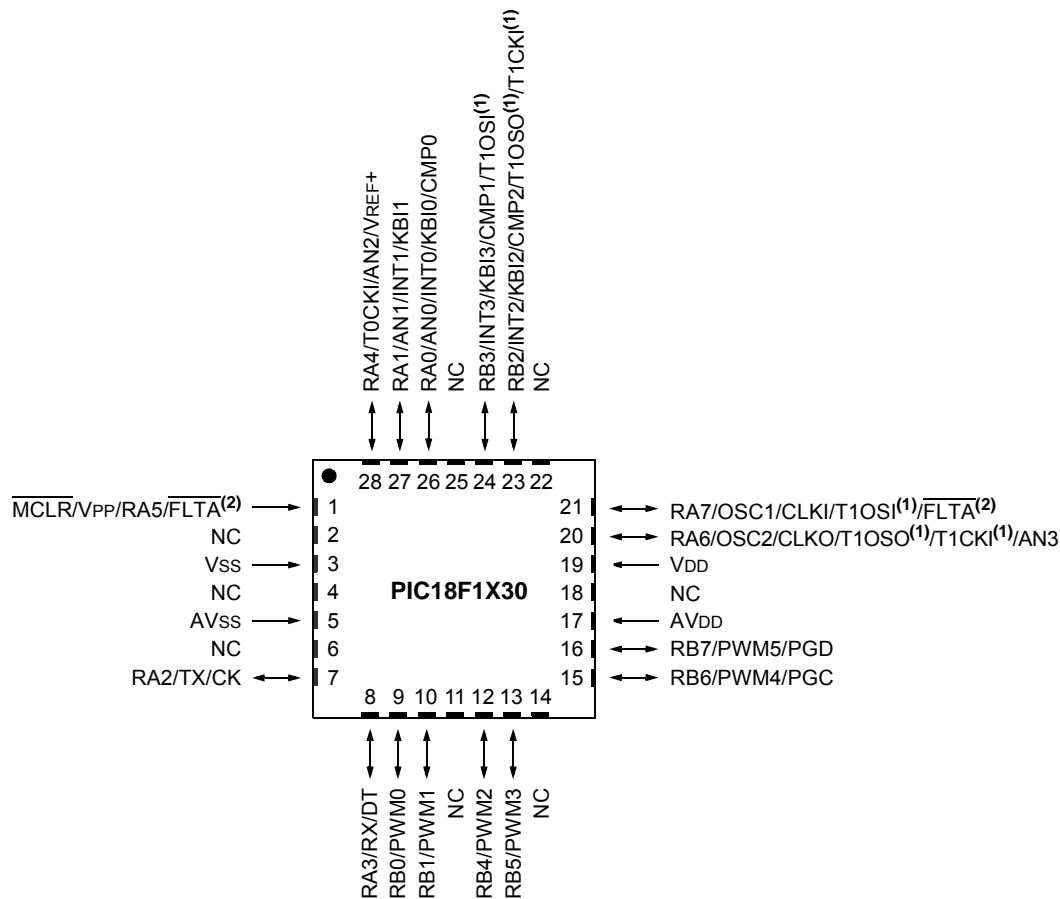 RA4/T0CKI/AN2/VREF+
RA1/AN1/INT1/KBI1
RA0/AN0/INT0/KBI0/CMP0
NC
RB3/INT3/KBI3/CMP1/T1OSI(1)
RB2/INT2/KBI2/CMP2/T1OSO(1)/T1CKI(1)
NC
28 27 26 25 24 23 22
MCLR/VPP/RA5/FLTA(2) 1
NC 2
VSS 3
NC 4
AVSS 5
NC 6
RA2/TX/CK 7
PIC18F1X30
21 RA7/OSC1/CLKI/T1OSI(1)/FLTA(2)
20 RA6/OSC2/CLKO/T1OSO(1)/T1CKI(1)/AN3
19 VDD
18 NC
17 AVDD
16 RB7/PWM5/PGD
15 RB6/PWM4/PGC
8 9 10 11 12 13 14
RA3/RX/DT
RB0/PWM0
RB1/PWM1
NC
RB4/PWM2
RB5/PWM3
NC